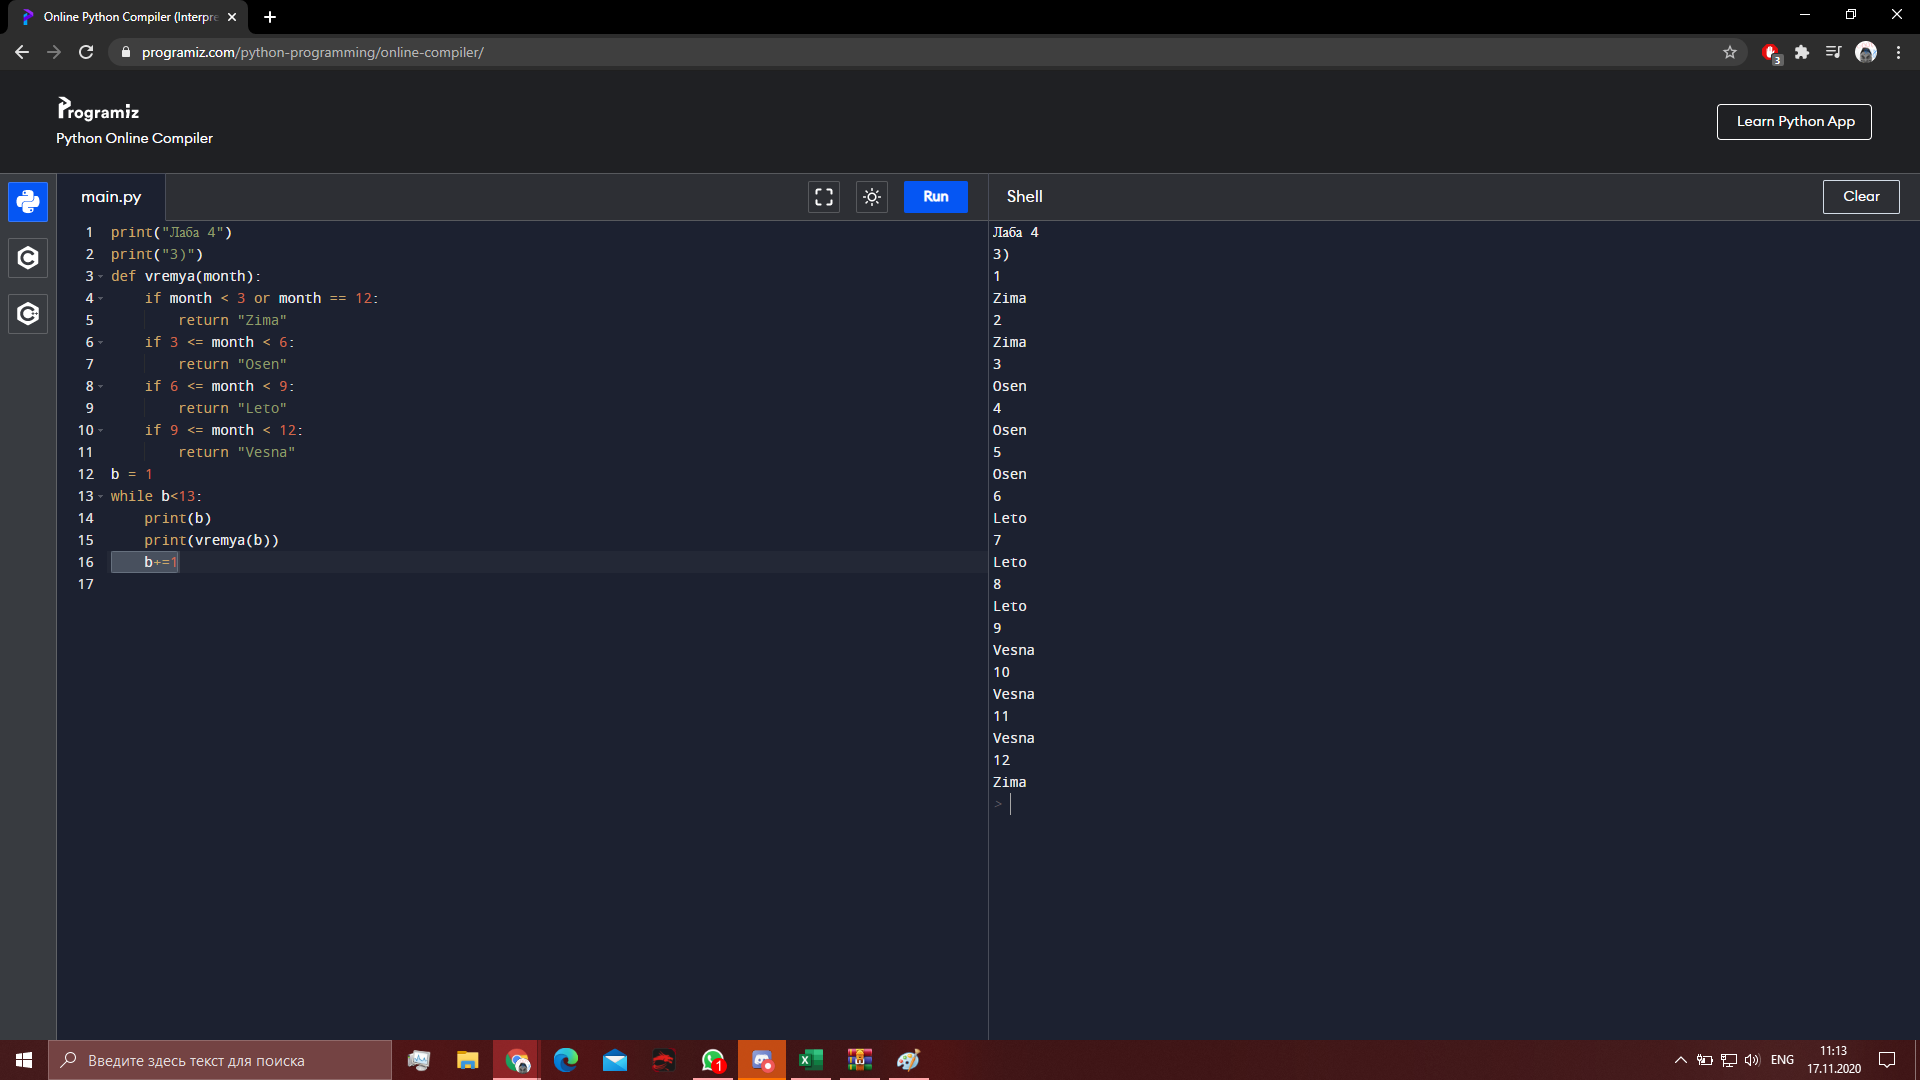 Online Python Compiler (Interpre
programiz.com/python-programming/online-compiler/
3
Programiz
Python Online Compiler
Learn Python App
main.py
Run
Shell
Clear
1 print("Лаба 4")
2 print("3)")
3 def vremya(month):
4 if month < 3 or month == 12:
5 return "Zima"
6 if 3 <= month < 6:
7 return "Osen"
8 if 6 <= month < 9:
9 return "Leto"
10 if 9 <= month < 12:
11 return "Vesna"
12 b = 1
13 while b<13:
14 print(b)
15 print(vremya(b))
16 b+=1
17
Лаба 4
3)
1
Zima
2
Zima
3
Osen
4
Osen
5
Osen
6
Leto
7
Leto
8
Leto
9
Vesna
10
Vesna
11
Vesna
12
Zima
>
Введите здесь текст для поиска
1
ENG
11:13
17.11.2020